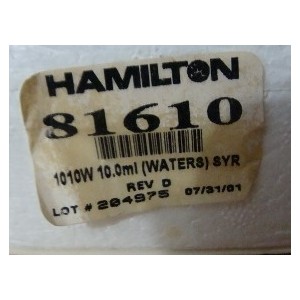 HAMILTON
81610
1010W 10.0ml (WATERS) SYR
REV D
LOT # 204975 07/31/01